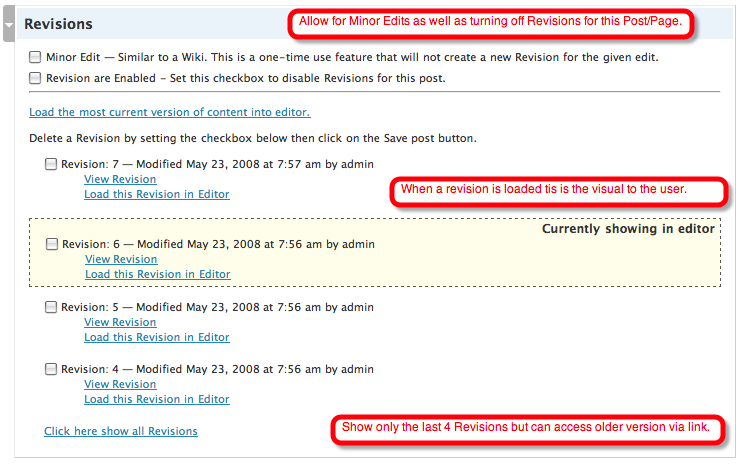 Revisions
Allow for Minor Edits as well as turning off Revisions for this Post/Page.
Minor Edit — Similar to a Wiki. This is a one-time use feature that will not create a new Revision for the given edit.
Revision are Enabled - Set this checkbox to disable Revisions for this post.
Load the most current version of content into editor.
Delete a Revision by setting the checkbox below then click on the Save post button.
Revision: 7 — Modified May 23, 2008 at 7:57 am by admin
View Revision
Load this Revision in Editor
When a revision is loaded tis is the visual to the user.
Currently showing in editor
Revision: 6 — Modified May 23, 2008 at 7:56 am by admin
View Revision
Load this Revision in Editor
Revision: 5 — Modified May 23, 2008 at 7:56 am by admin
View Revision
Load this Revision in Editor
Revision: 4 — Modified May 23, 2008 at 7:56 am by admin
View Revision
Load this Revision in Editor
Show only the last 4 Revisions but can access older version via link.
Click here show all Revisions